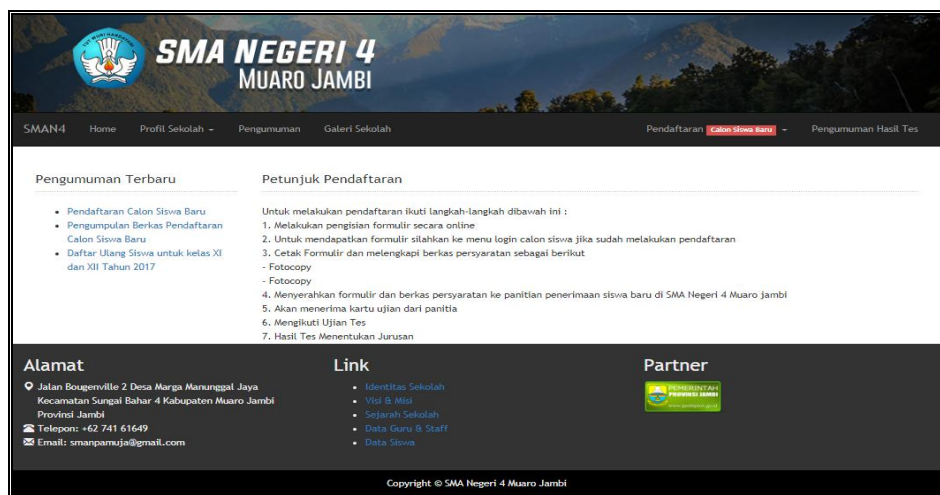 SMA NEGERI 4
MUARO JAMBI
SMAN4 Home Profil Sekolah Pengumuman Galeri Sekolah Pendaftaran Calon Siswa Baru Pengumuman Hasil Tes
Pengumuman Terbaru
Pendaftaran Calon Siswa Baru
Pengumpulan Berkas Pendaftaran
Calon Siswa Baru
Daftar Ulang Siswa untuk kelas XI
dan XII Tahun 2017
Petunjuk Pendaftaran
Untuk melakukan pendaftaran ikuti langkah-langkah dibawah ini :
1. Melakukan pengisian formulir secara online
2. Untuk mendapatkan formulir silahkan ke menu login calon siswa jika sudah melakukan pendaftaran
3. Cetak Formulir dan melengkapi berkas persyaratan sebagai berikut
- Fotocopy
- Fotocopy
4. Menyerahkan formulir dan berkas persyaratan ke panitian penerimaan siswa baru di SMA Negeri 4 Muaro jambi
5. Akan menerima kartu ujian dari panitia
6. Mengikuti Ujian Tes
7. Hasil Tes Menentukan Jurusan
Alamat
Jalan Bougenville 2 Desa Marga Manunggal Jaya
Kecamatan Sungai Bahar 4 Kabupaten Muaro Jambi
Provinsi Jambi
Telepon: +62 741 61649
Email: smanpamuja@gmail.com
Link
Identitas Sekolah
Visi & Misi
Sejarah Sekolah
Data Guru & Staff
Data Siswa
Partner
PEMERINTAH
PROVINSI JAMBI
Copyright © SMA Negeri 4 Muaro Jambi